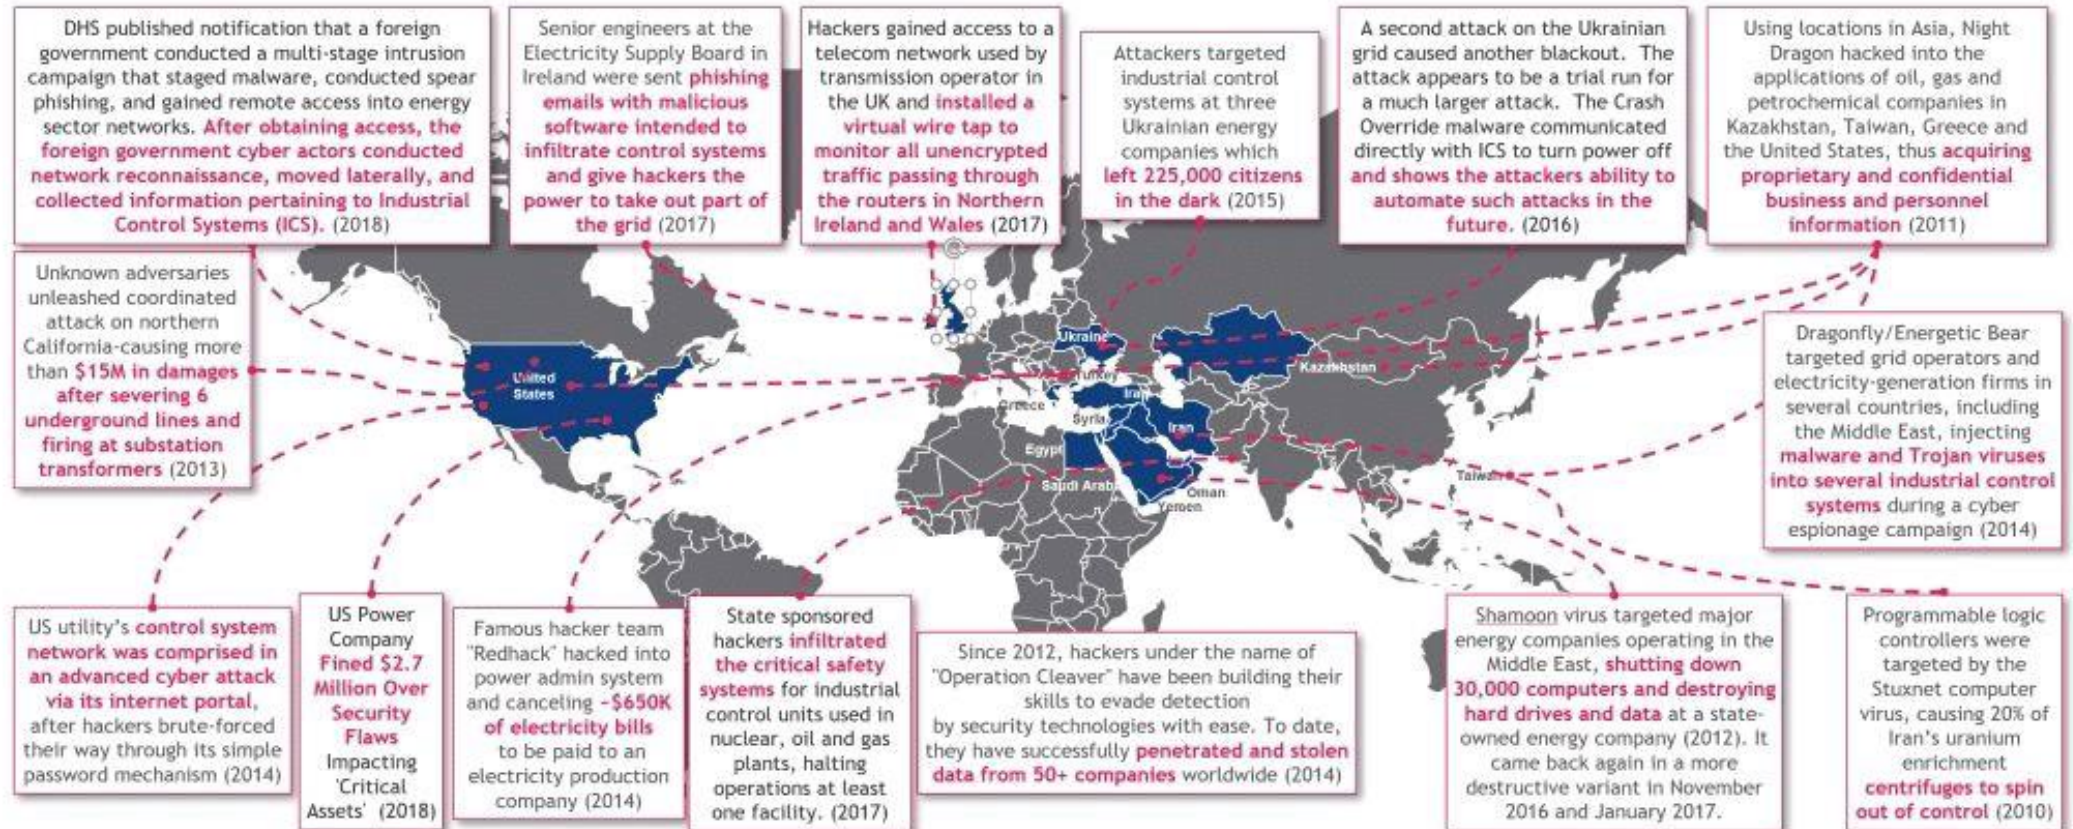 DHS published notification that a foreign
government conducted a multi-stage intrusion
campaign that staged malware, conducted spear
phishing, and gained remote access into energy
sector networks. After obtaining access, the
foreign government cyber actors conducted
network reconnaissance, moved laterally, and
collected information pertaining to Industrial
Control Systems (ICS). (2018)
Senior engineers at the
Electricity Supply Board in
Ireland were sent phishing
emails with malicious
software intended to
infiltrate control systems
and give hackers the
power to take out part of
the grid (2017)
Hackers gained access to a
telecom network used by
transmission operator in
the UK and installed a
virtual wire tap to
monitor all unencrypted
traffic passing through
the routers in Northern
Ireland and Wales (2017)
Attackers targeted
industrial control
systems at three
Ukrainian energy
companies which
left 225,000 citizens
in the dark (2015)
A second attack on the Ukrainian
grid caused another blackout. The
attack appears to be a trial run for
a much larger attack. The Crash
Override malware communicated
directly with ICS to turn power off
and shows the attackers ability to
automate such attacks in the
future. (2016)
Using locations in Asia, Night
Dragon hacked into the
applications of oil, gas and
petrochemical companies in
Kazakhstan, Taiwan, Greece and
the United States, thus acquiring
proprietary and confidential
business and personnel
information (2011)
Unknown adversaries
unleashed coordinated
attack on northern
California-causing more
than $15M in damages
after severing 6
underground lines and
firing at substation
transformers (2013)
United
States
Ukraine
Kazakhstan
Turkey
Greece
Syria
Iraq
Iran
Egypt
Saudi Arab
Oman
Yemen
Taiwan
Dragonfly/Energetic Bear
targeted grid operators and
electricity-generation firms in
several countries, including
the Middle East, injecting
malware and Trojan viruses
into several industrial control
systems during a cyber
espionage campaign (2014)
US utility's control system
network was comprised in
an advanced cyber attack
via its internet portal,
after hackers brute-forced
their way through its simple
password mechanism (2014)
US Power
Company
Fined $2.7
Million Over
Security
Flaws
Impacting
'Critical
Assets' (2018)
Famous hacker team
"Redhack" hacked into
power admin system
and canceling ~$650K
of electricity bills
to be paid to an
electricity production
company (2014)
State sponsored
hackers infiltrated
the critical safety
systems for industrial
control units used in
nuclear, oil and gas
plants, halting
operations at least
one facility. (2017)
Since 2012, hackers under the name of
"Operation Cleaver" have been building their
skills to evade detection
by security technologies with ease. To date,
they have successfully penetrated and stolen
data from 50+ companies worldwide (2014)
Shamoon virus targeted major
energy companies operating in the
Middle East, shutting down
30,000 computers and destroying
hard drives and data at a state-
owned energy company (2012). It
came back again in a more
destructive variant in November
2016 and January 2017.
Programmable logic
controllers were
targeted by the
Stuxnet computer
virus, causing 20% of
Iran's uranium
enrichment
centrifuges to spin
out of control (2010)